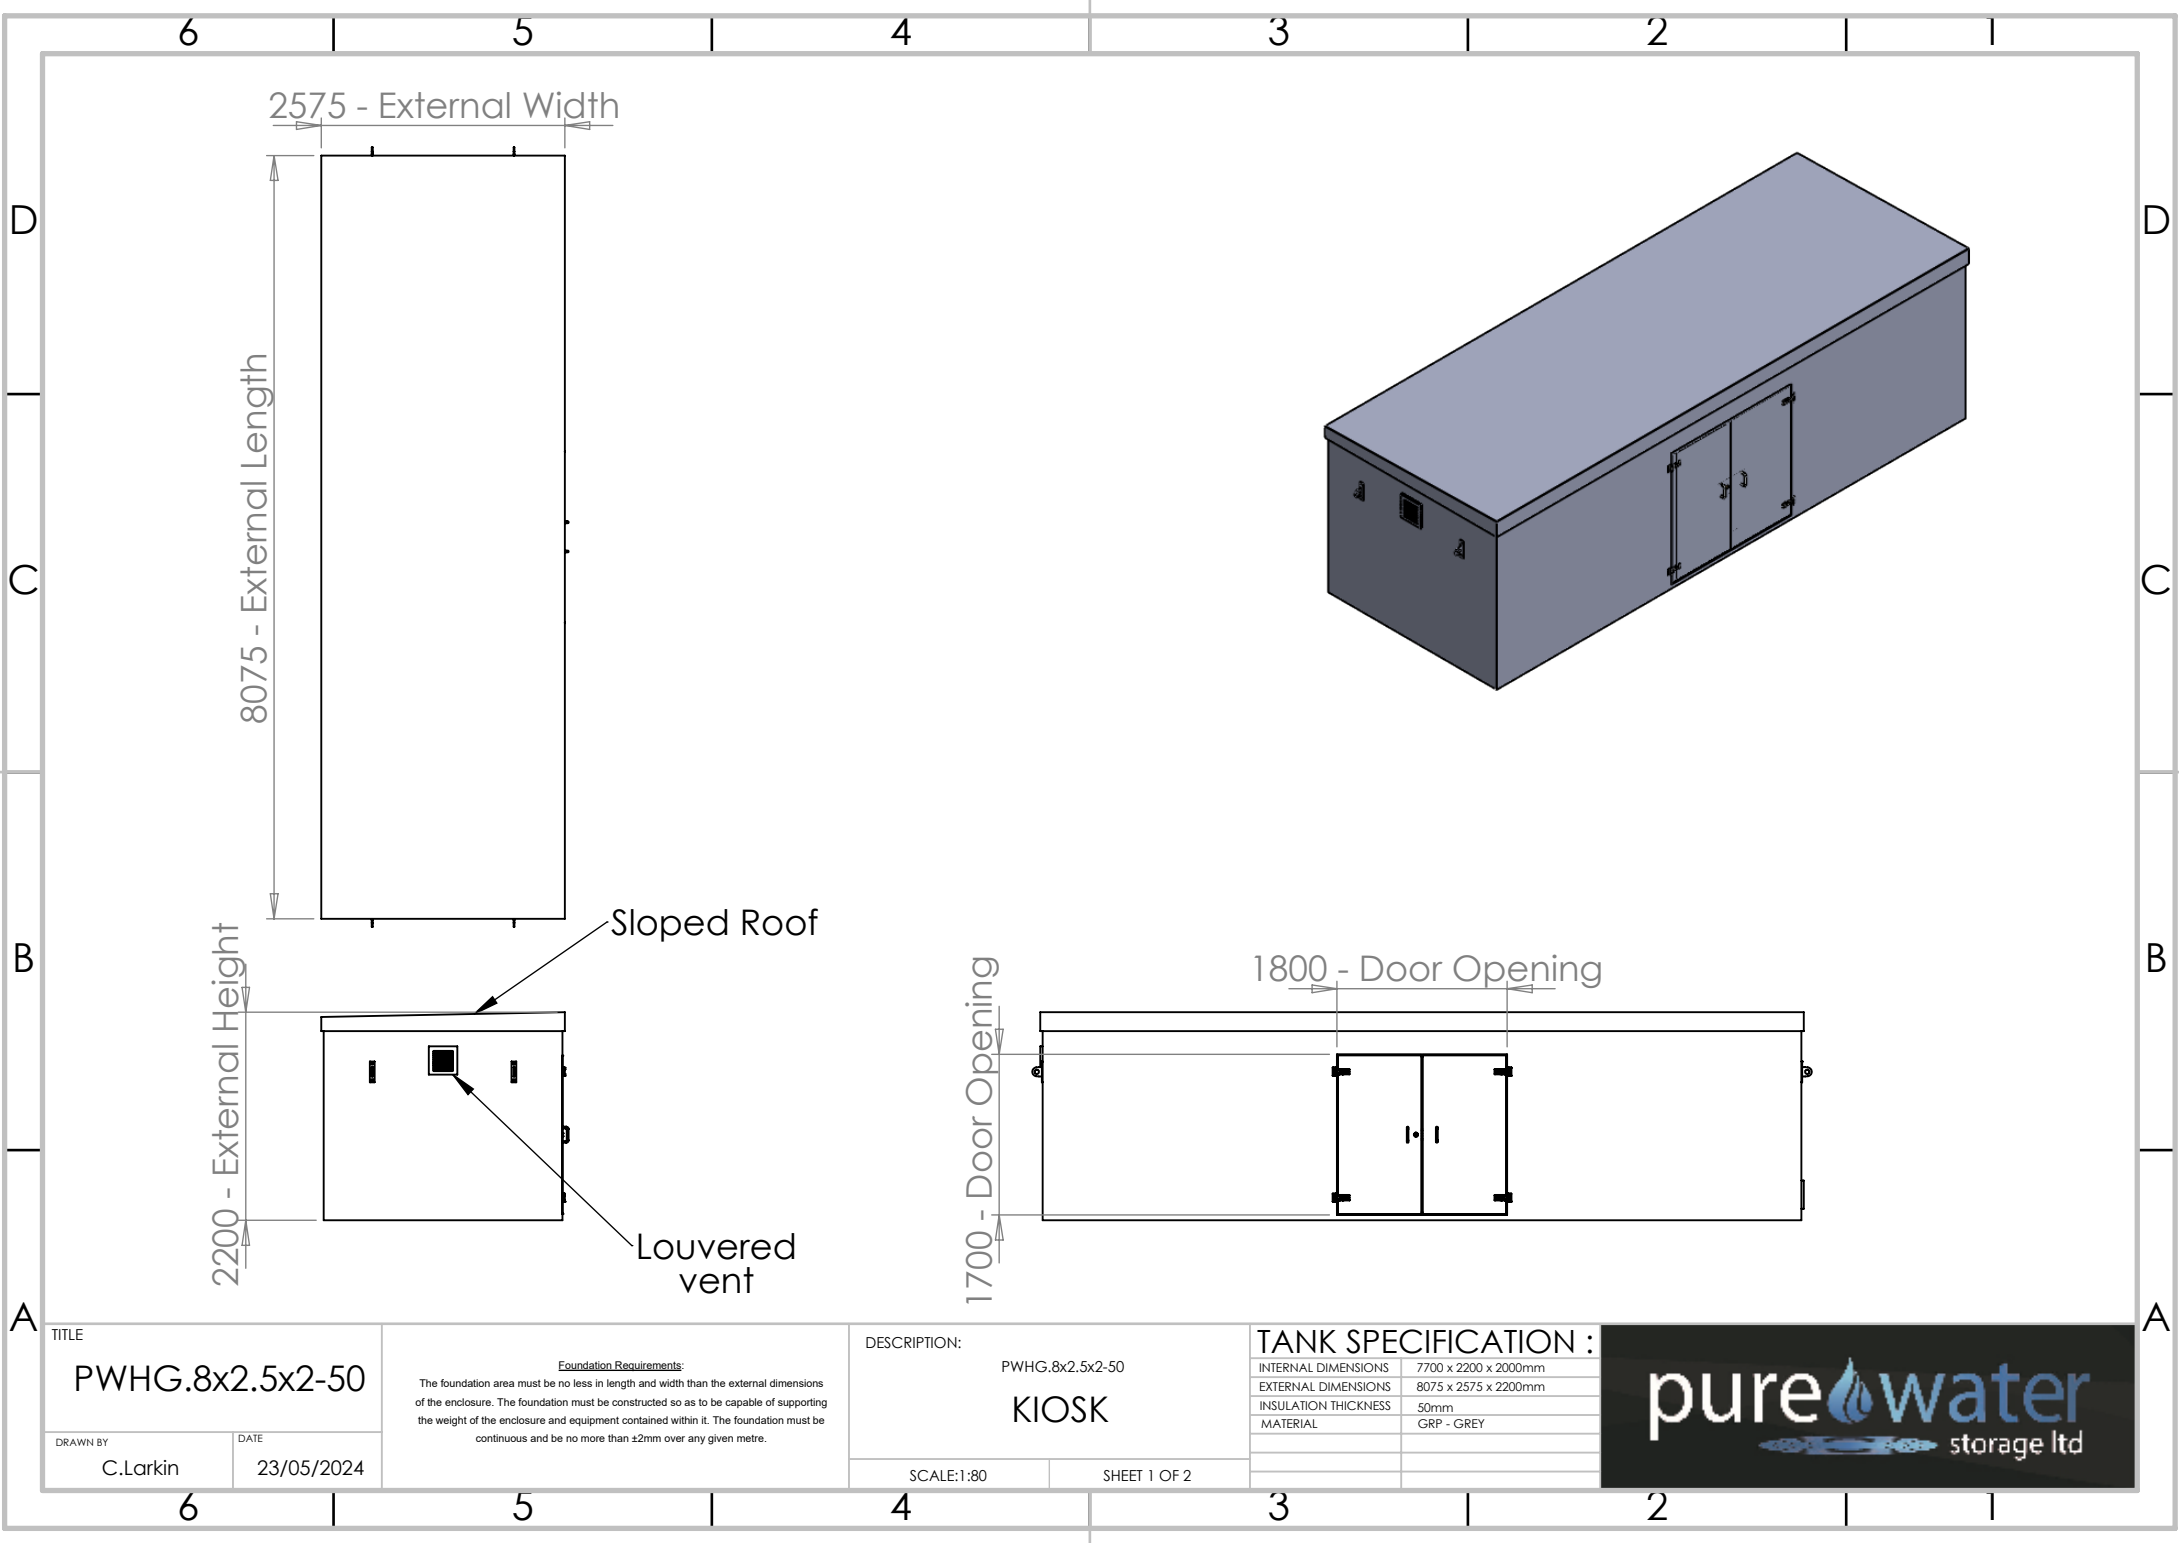 6 5 4 3 2 1
D
C
B
A
D
C
B
A
2575 - External Width
8075 - External Length
Sloped Roof
2200 - External Height
Louvered
vent
1800 - Door Opening
1700 - Door Opening
TITLE
PWHG.8x2.5x2-50
DRAWN BY
C.Larkin
DATE
23/05/2024
Foundation Requirements:
The foundation area must be no less in length and width than the external dimensions
of the enclosure. The foundation must be constructed so as to be capable of supporting
the weight of the enclosure and equipment contained within it. The foundation must be
continuous and be no more than ±2mm over any given metre.
DESCRIPTION:
PWHG.8x2.5x2-50
KIOSK
SCALE:1:80
SHEET 1 OF 2
TANK SPECIFICATION :
INTERNAL DIMENSIONS 7700 x 2200 x 2000mm
EXTERNAL DIMENSIONS 8075 x 2575 x 2200mm
INSULATION THICKNESS 50mm
MATERIAL GRP - GREY
pure water
storage ltd
6 5 4 3 2 1